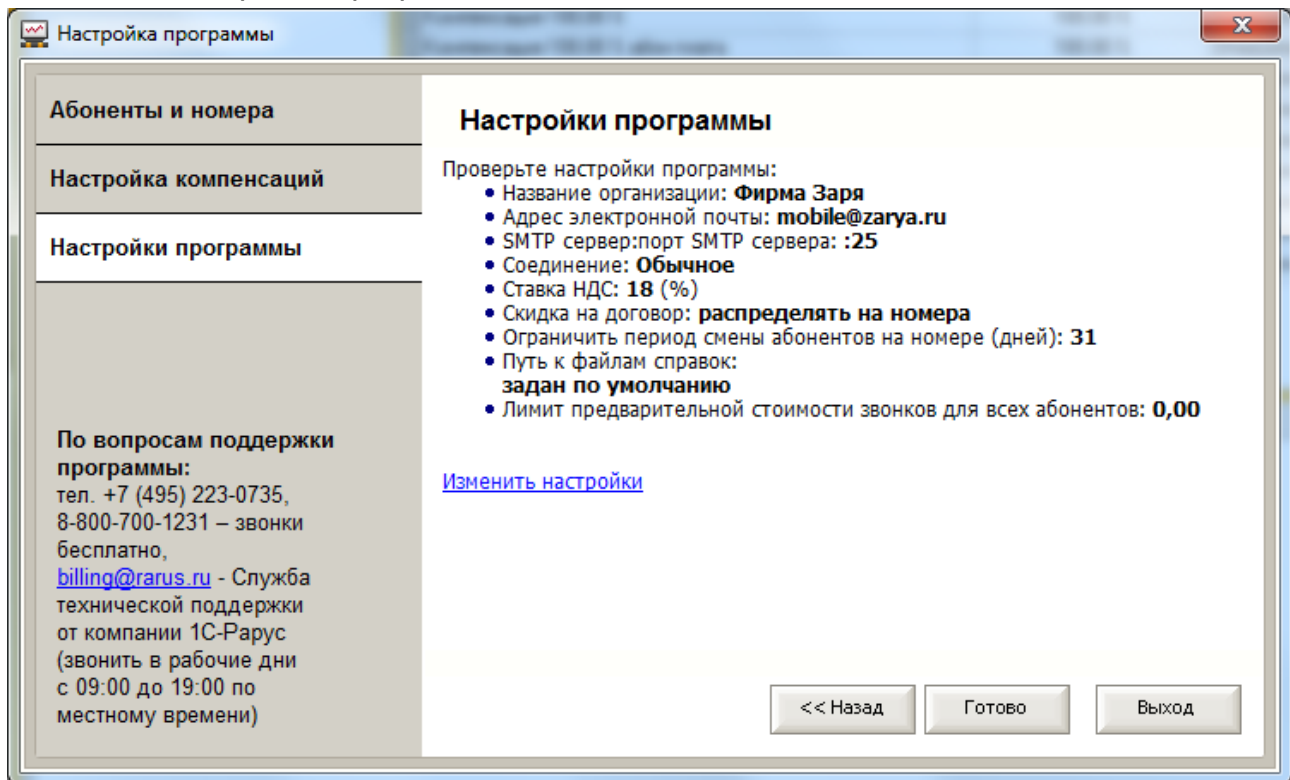 Настройка программы
Абоненты и номера
Настройка компенсаций
Настройки программы
По вопросам поддержки
программы:
тел. +7 (495) 223-0735,
8-800-700-1231 – звонки
бесплатно,
billing@rarus.ru - Служба
технической поддержки
от компании 1С-Рарус
(звонить в рабочие дни
с 09:00 до 19:00 по
местному времени)
Настройки программы
Проверьте настройки программы:
• Название организации: Фирма Заря
• Адрес электронной почты: mobile@zarya.ru
• SMTP сервер:порт SMTP сервера: :25
• Соединение: Обычное
• Ставка НДС: 18 (%)
• Скидка на договор: распределять на номера
• Ограничить период смены абонентов на номере (дней): 31
• Путь к файлам справок:
задан по умолчанию
• Лимит предварительной стоимости звонков для всех абонентов: 0,00
Изменить настройки
<< Назад
Готово
Выход